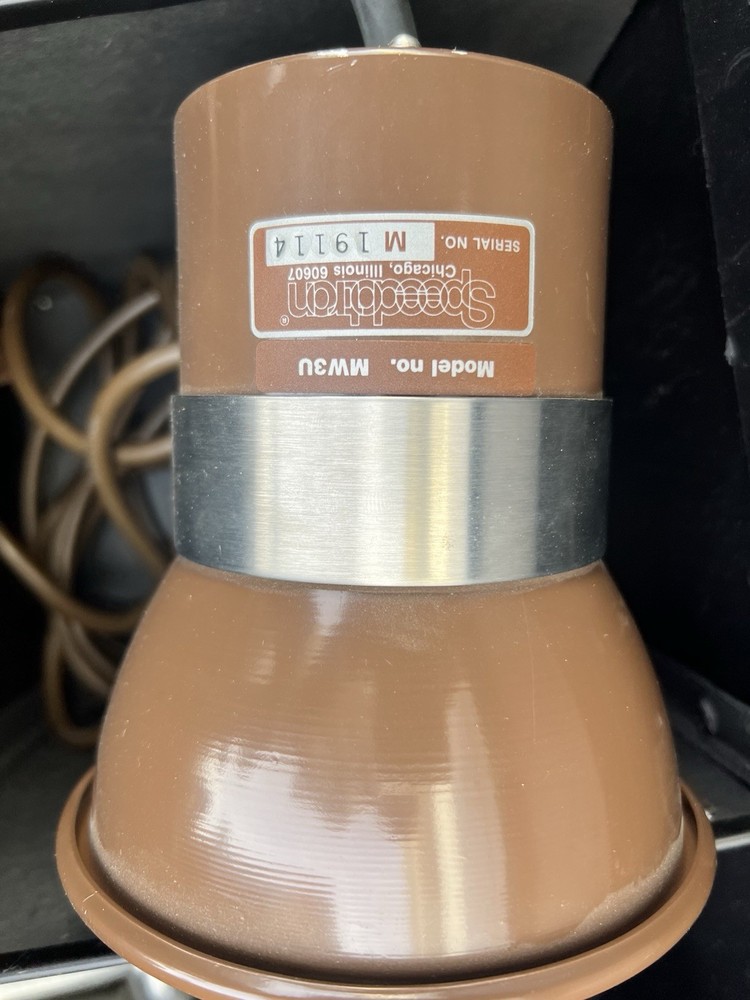 Model no. MW3U
Speedotron®
Chicago, Illinois 60607
SERIAL NO. M 19114